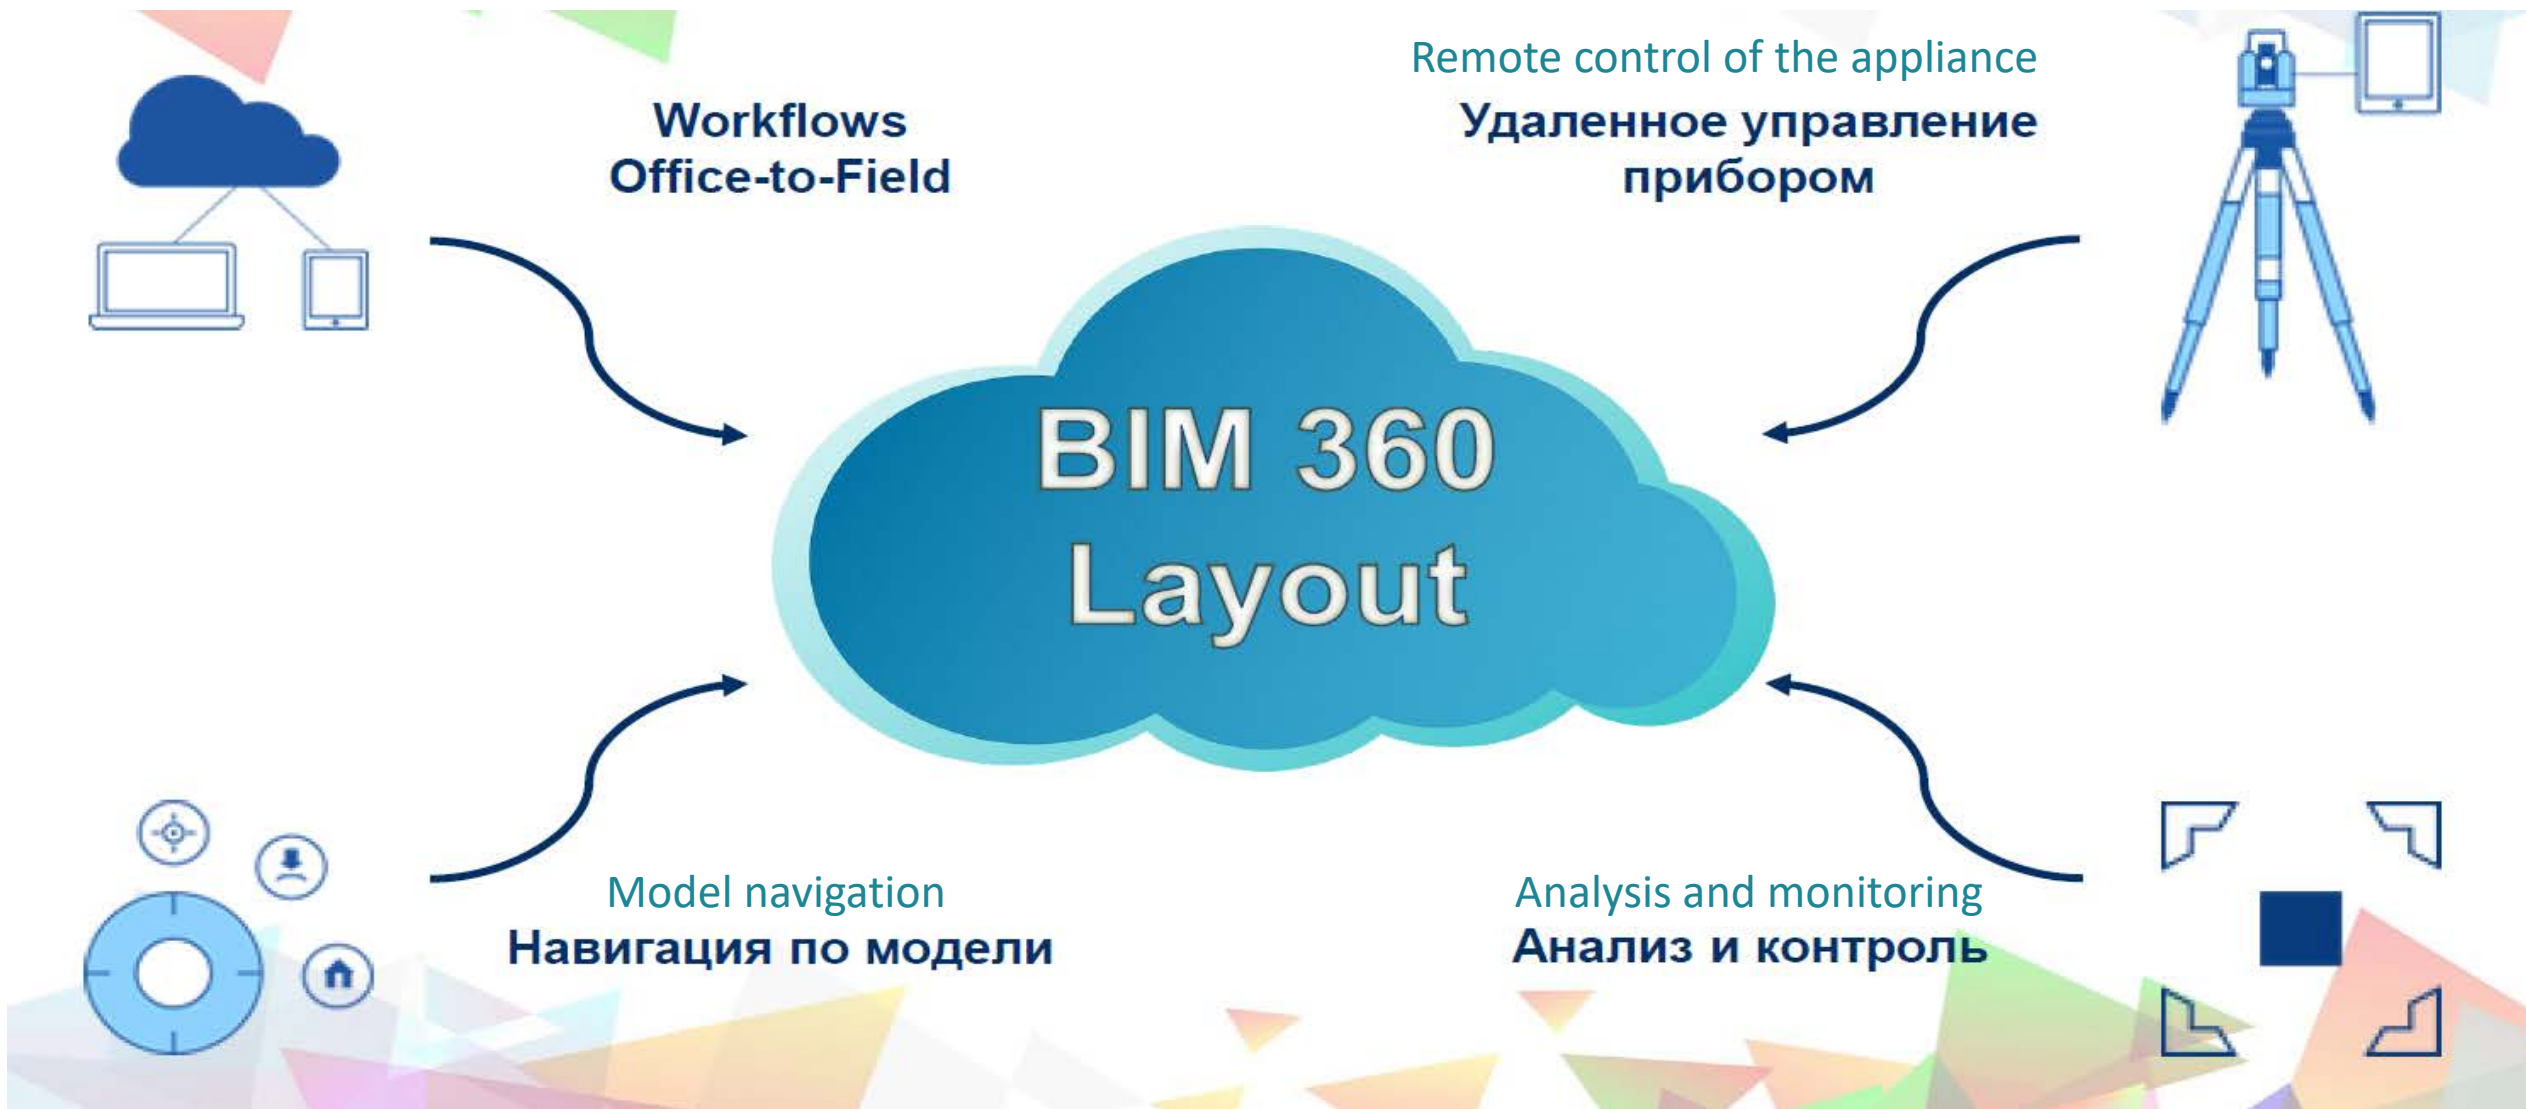 Workflows
Office-to-Field
Remote control of the appliance
Удаленное управление
прибором
BIM 360
Layout
Model navigation
Навигация по модели
Analysis and monitoring
Анализ и контроль